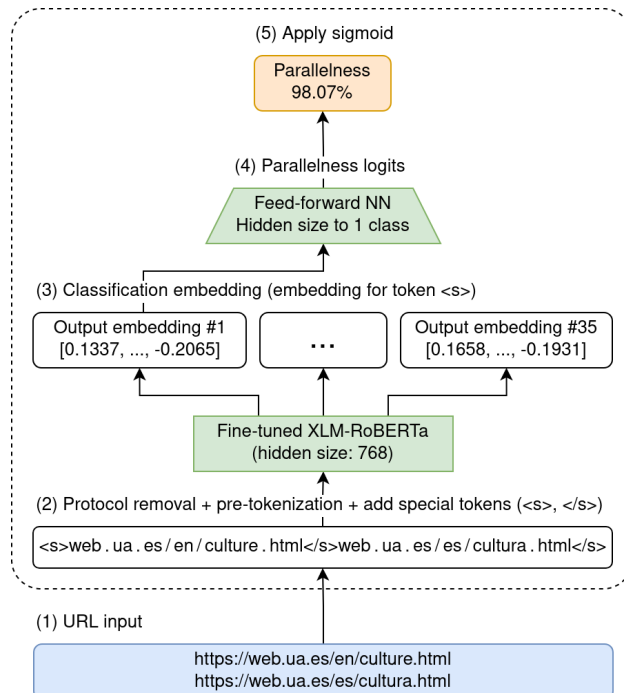 (5) Apply sigmoid
Parallelness
98.07%
(4) Parallelness logits
Feed-forward NN
Hidden size to 1 class
(3) Classification embedding (embedding for token <s>)
Output embedding #1
[0.1337, ..., -0.2065]
...
Output embedding #35
[0.1658, ..., -0.1931]
Fine-tuned XLM-RoBERTa
(hidden size: 768)
(2) Protocol removal + pre-tokenization + add special tokens (<s>, </s>)
<s>web . ua . es / en / culture . html</s>web . ua . es / es / cultura . html</s>
(1) URL input
https://web.ua.es/en/culture.html
https://web.ua.es/es/cultura.html